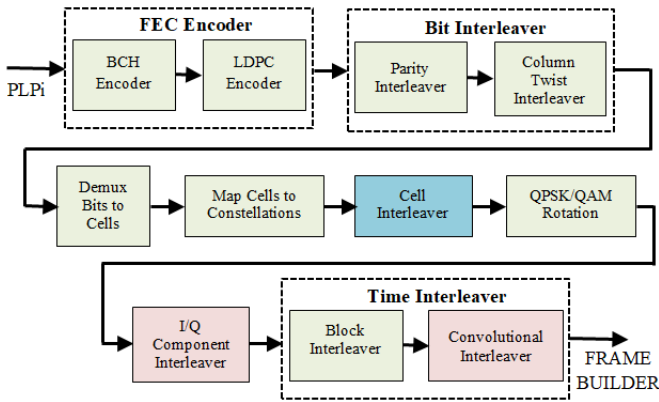 FEC Encoder
Bit Interleaver
PLPi
BCH
Encoder
LDPC
Encoder
Parity
Interleaver
Column
Twist
Interleaver
Demux
Bits to
Cells
Map Cells to
Constellations
Cell
Interleaver
QPSK/QAM
Rotation
Time Interleaver
I/Q
Component
Interleaver
Block
Interleaver
Convolutional
Interleaver
FRAME
BUILDER